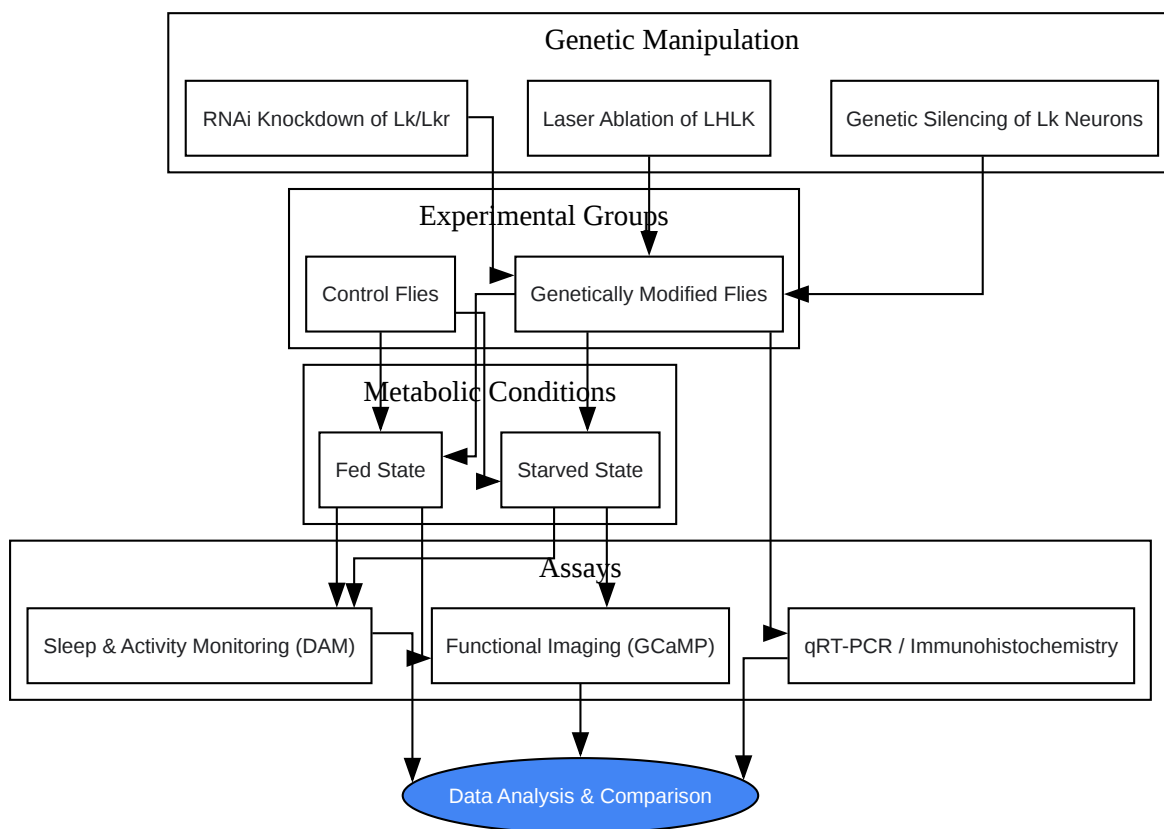 Genetic Manipulation
RNAi Knockdown of Lk/Lkr
Laser Ablation of LHLK
Genetic Silencing of Lk Neurons
Experimental Groups
Control Flies
Genetically Modified Flies
Metabolic Conditions
Fed State
Starved State
Assays
Sleep & Activity Monitoring (DAM)
Functional Imaging (GCaMP)
qRT-PCR / Immunohistochemistry
Data Analysis & Comparison